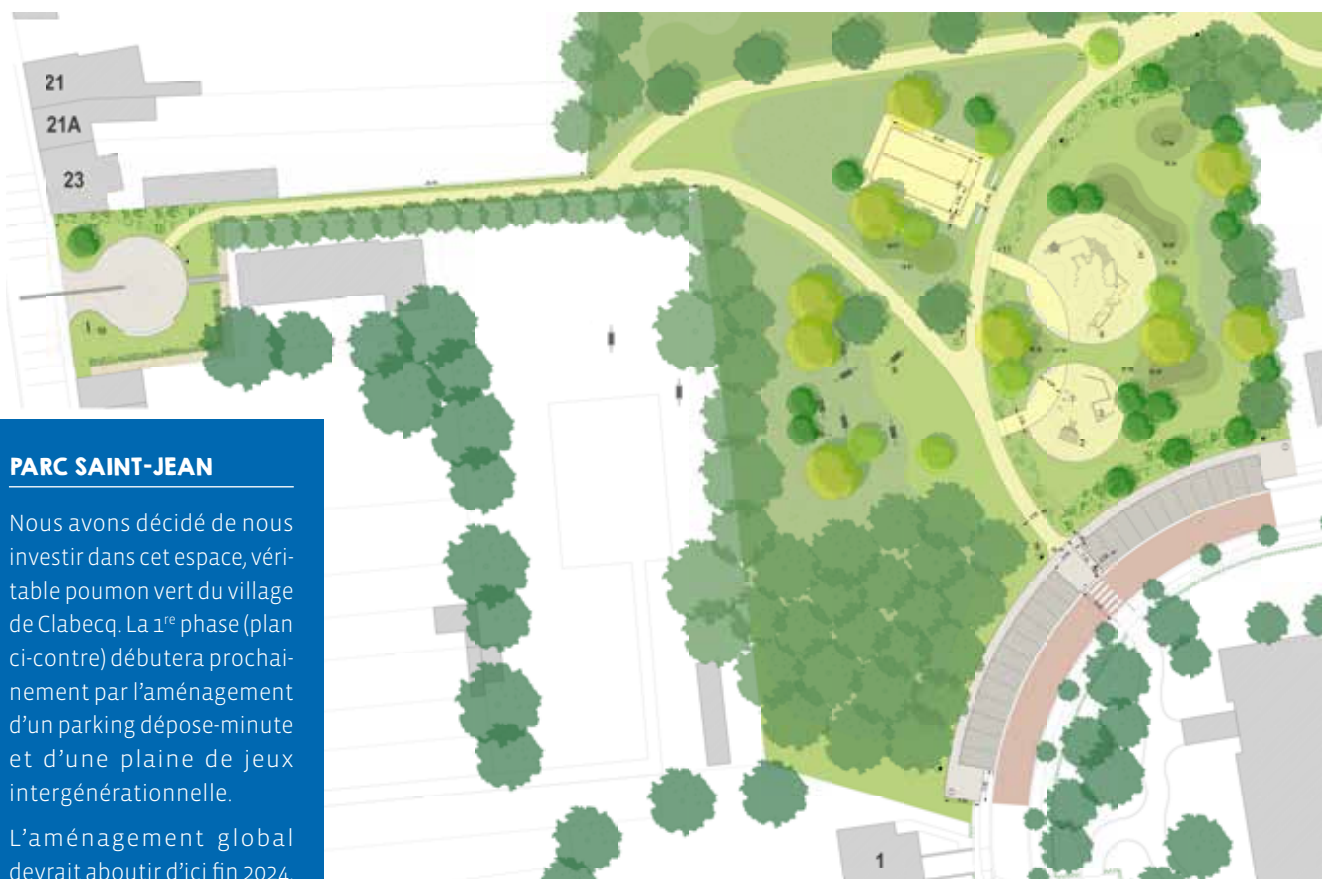 21
21A
23
PARC SAINT-JEAN
Nous avons décidé de nous
investir dans cet espace, véri-
table poumon vert du village
de Clabecq. La 1re phase (plan
ci-contre) débutera prochai-
nement par l'aménagement
d'un parking dépose-minute
et d'une plaine de jeux
intergénérationnelle.
L'aménagement global
devrait aboutir d'ici fin 2024.
1